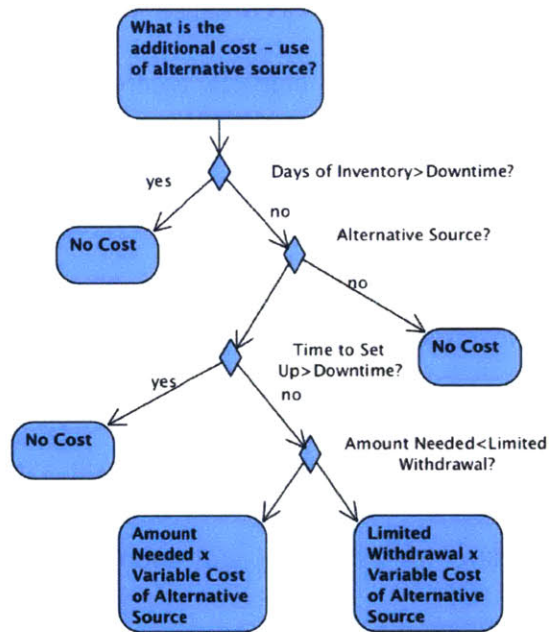 What is the
additional cost – use
of alternative source?
Days of Inventory>Downtime?
yes
no
No Cost
Alternative Source?
no
No Cost
Time to Set
Up>Downtime?
yes
no
No Cost
Amount Needed<Limited
Withdrawal?
Amount
Needed x
Variable Cost
of Alternative
Source
Limited
Withdrawal x
Variable Cost
of Alternative
Source